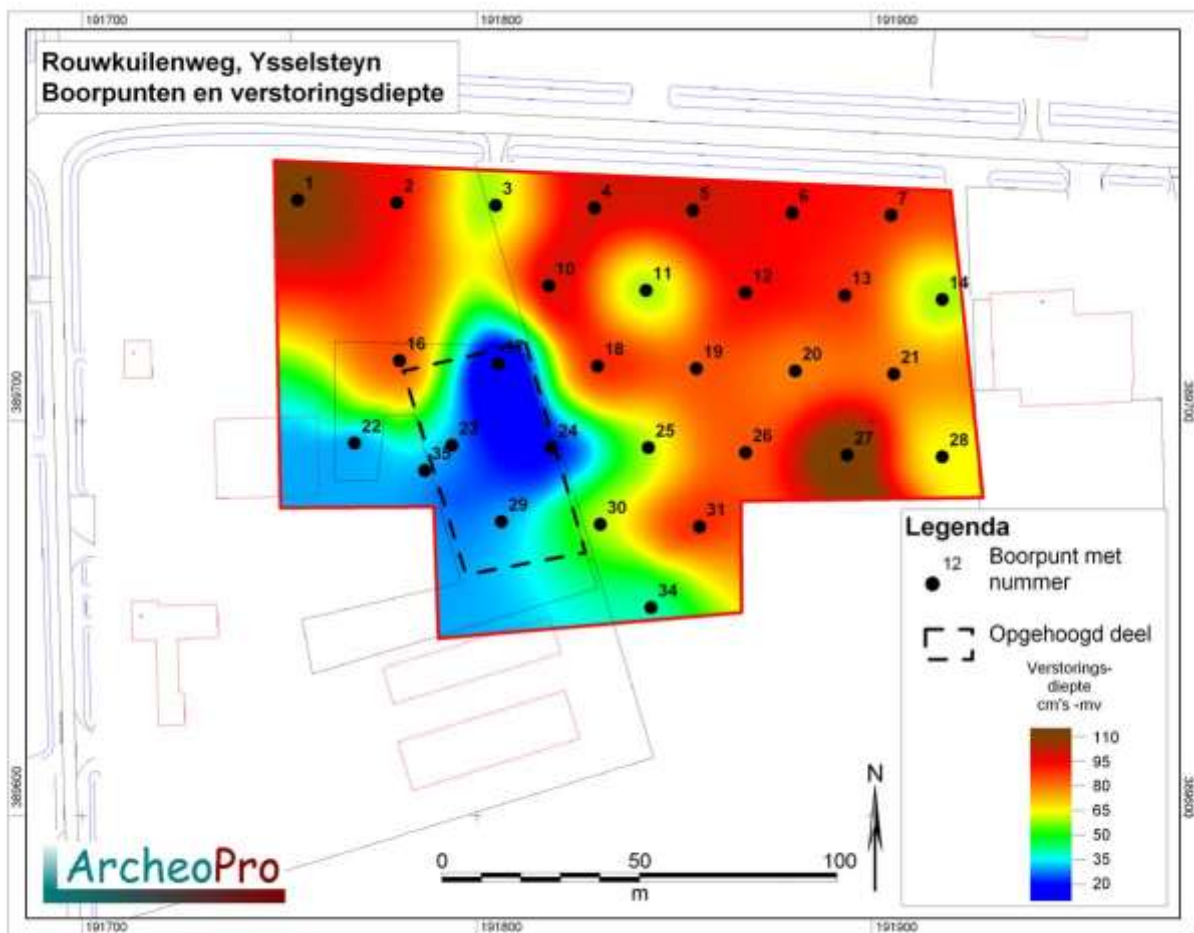 191700 191800 191900
Rouwkuilenweg, Ysselsteyn
Boorpunten en verstoringsdiepte
1 2 3 4 5 6 7
10 11 12 13 14
16 18 19 20 21
389700 389700
22 23 24 25 26 27 28
35
29 30 31
34
Legenda
12 Boorpunt met
nummer
Opgehoogd deel
Verstorings-
diepte
cm's -mv
110
95
80
65
50
35
20
389600 389600
N
ArcheoPro
0 50 100
m
191700 191800 191900